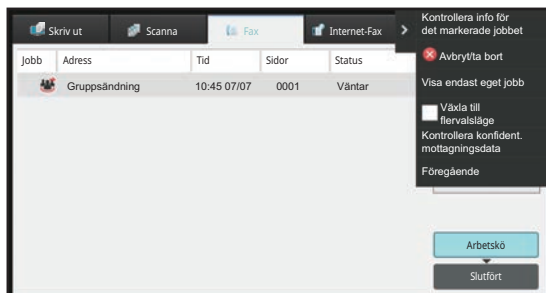 Skriv ut
Scanna
Fax
Internet-Fax
Jobb Adress Tid Sidor Status
Gruppsändning 10:45 07/07 0001 Väntar
Kontrollera info för
det markerade jobbet
Avbryt/ta bort
Visa endast eget jobb
Växla till
flervalsläge
Kontrollera konfident.
mottagningsdata
Föregående
Arbetskö
Slutfört